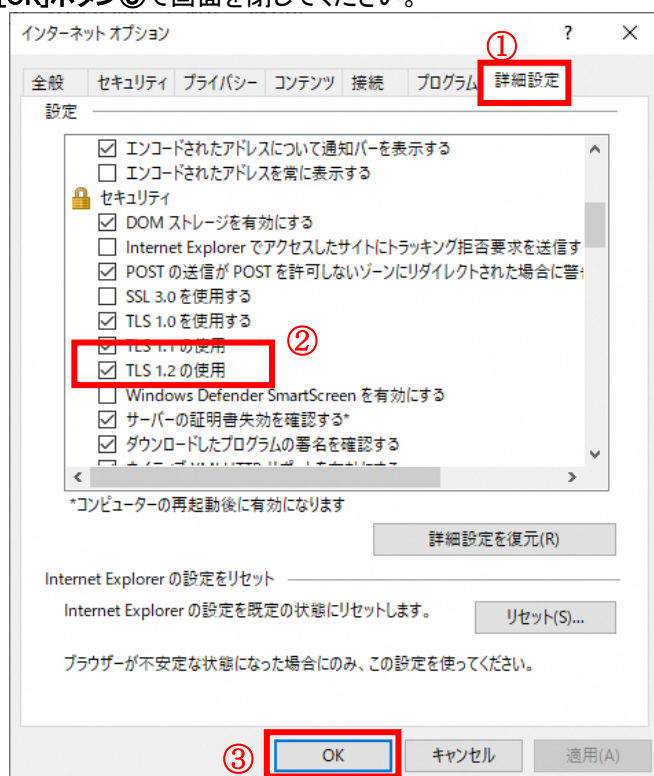 [OK]ボタン③で画面を閉じてください。
インターネット オプション ? ×
①
全般 セキュリティ プライバシー コンテンツ 接続 プログラム 詳細設定
設定
エンコードされたアドレスについて通知バーを表示する
エンコードされたアドレスを常に表示する
セキュリティ
DOM ストレージを有効にする
Internet Explorer でアクセスしたサイトにトラッキング拒否要求を送信す
POST の送信が POST を許可しないゾーンにリダイレクトされた場合に警
SSL 3.0 を使用する
TLS 1.0 を使用する
TLS 1.1 の使用
②
TLS 1.2 の使用
Windows Defender SmartScreen を有効にする
サーバーの証明書失効を確認する*
ダウンロードしたプログラムの署名を確認する
*コンピューターの再起動後に有効になります
詳細設定を復元(R)
Internet Explorer の設定をリセット
Internet Explorer の設定を既定の状態にリセットします。
リセット(S)...
ブラウザーが不安定な状態になった場合にのみ、この設定を使ってください。
③ OK キャンセル 適用(A)